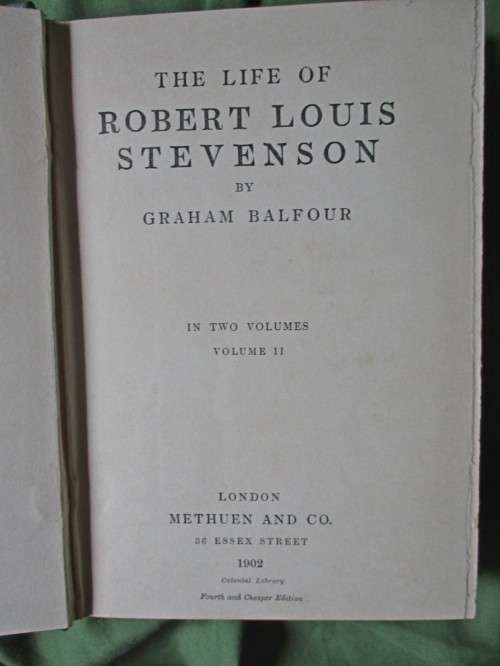 THE LIFE OF
ROBERT LOUIS
STEVENSON
BY
GRAHAM BALFOUR
IN TWO VOLUMES
VOLUME II
LONDON
METHUEN AND CO.
36 ESSEX STREET
1902
Colonial Library
Fourth and Cheaper Edition